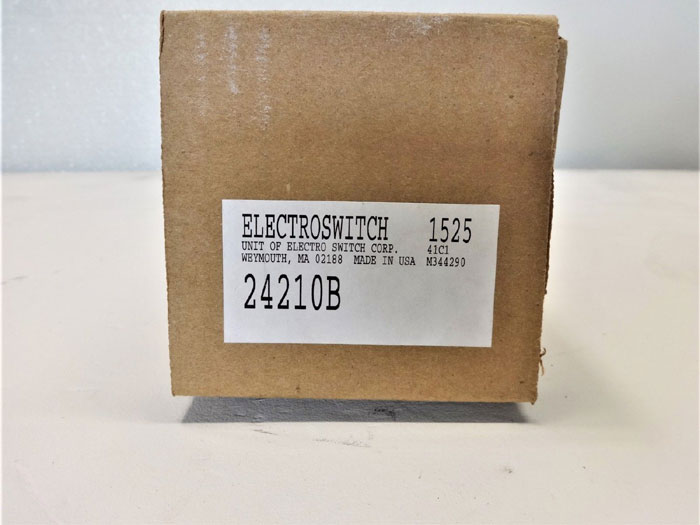 ELECTROSWITCH 1525
UNIT OF ELECTRO SWITCH CORP. 41C1
WEYMOUTH, MA 02188 MADE IN USA M344290
24210B